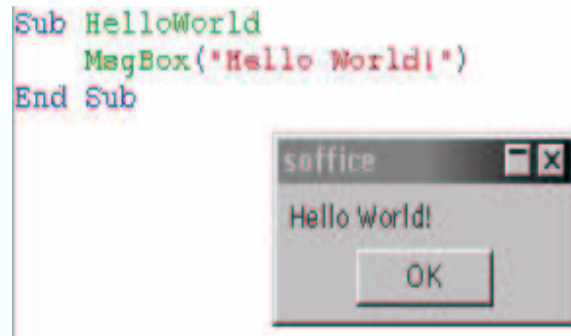 Sub HelloWorld
MsgBox("Hello World!")
End Sub
soffice
Hello World!
OK